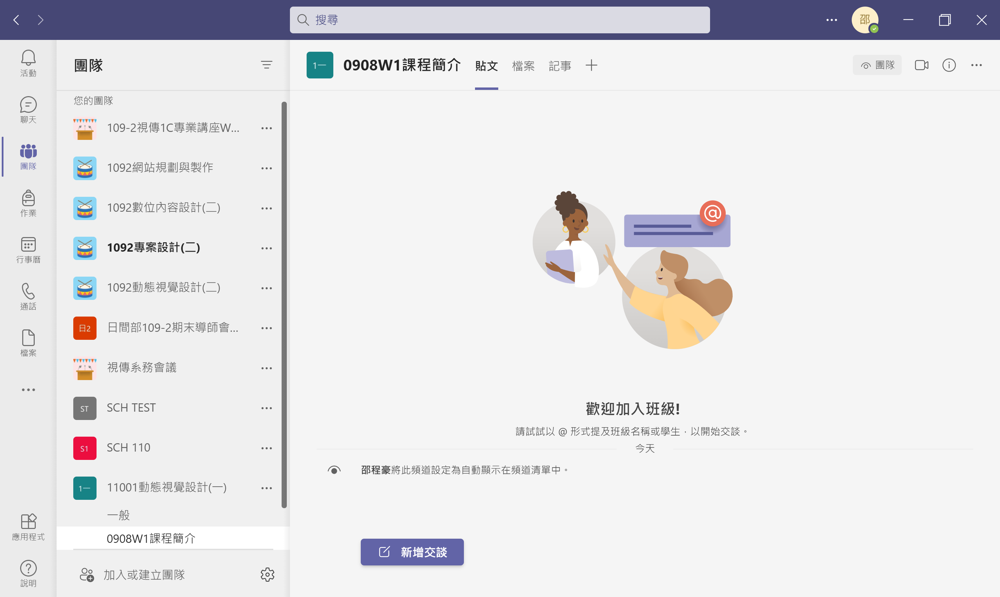 搜尋
邵
活動
聊天
團隊
作業
行事曆
通話
檔案
應用程式
說明
團隊
您的團隊
109-2視傳1C專業講座W...
1092網站規劃與製作
1092數位內容設計(二)
1092專案設計(二)
1092動態視覺設計(二)
日2
日間部109-2期末導師會...
視傳系務會議
ST
SCH TEST
S1
SCH 110
1一
11001動態視覺設計(一)
一般
0908W1課程簡介
加入或建立團隊
1一
0908W1課程簡介
貼文
檔案
記事
團隊
@
歡迎加入班級!
請試試以 @ 形式提及班級名稱或學生，以開始交談。
今天
邵程豪將此頻道設定為自動顯示在頻道清單中。
新增交談